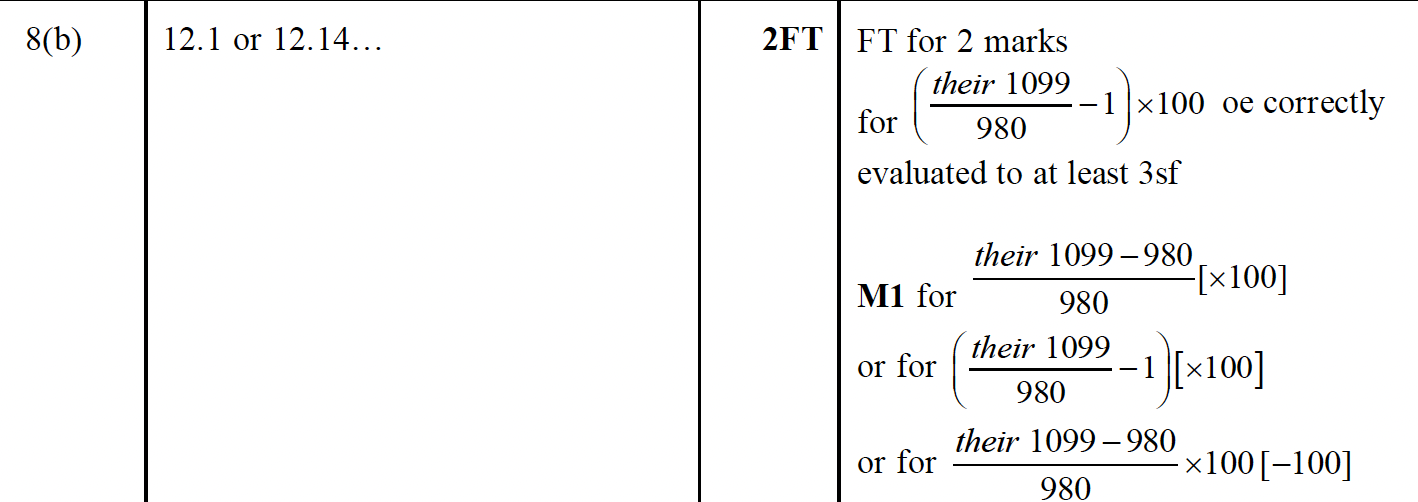 8(b) 12.1 or 12.14… 2FT FT for 2 marks
for (their 1099/980 − 1) ×100 oe correctly
evaluated to at least 3sf
M1 for their 1099 − 980/980 [×100]
or for (their 1099/980 − 1) [×100]
or for their 1099 − 980/980 ×100 [−100]